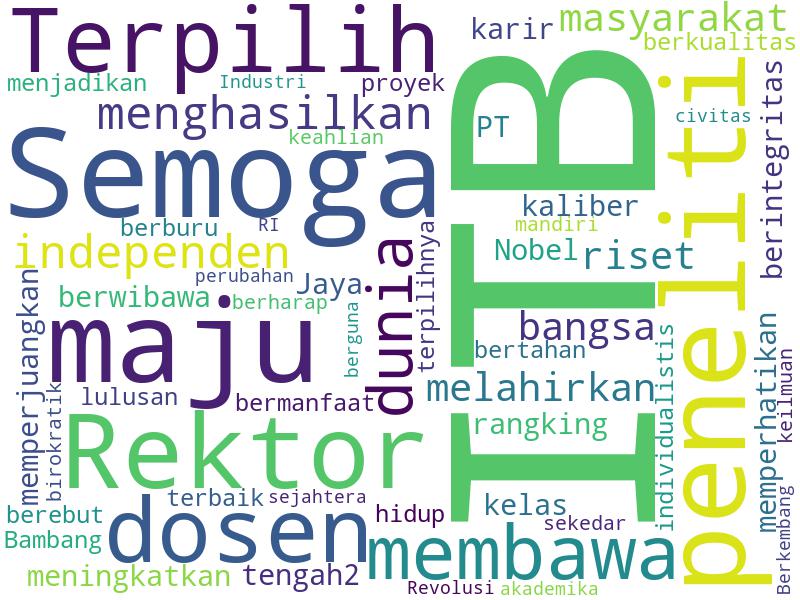 Terpilih
karir
masyarakat
berkualitas
menjadikan
Industri
proyek
menghasilkan
keahlian
PT
civitas
berintegritas
Semoga
ITB
peneliti
kaliber
mandiri
berburu
RI
independen
Nobel
riset
perubahan
Jaya
dunia
terpilihnya
berwibawa
berharap
berguna
maju
bangsa
bertahan
memperjuangkan
birokratik
lulusan
bermanfaat
melahirkan
individualistis
memperhatikan
keilmuan
Rektor
rangking
terbaik
sejahtera
hidup
kelas
sekedar
berebut
Bambang
dosen
membawa
meningkatkan
tengah2
Revolusi
akademika
Berkembang